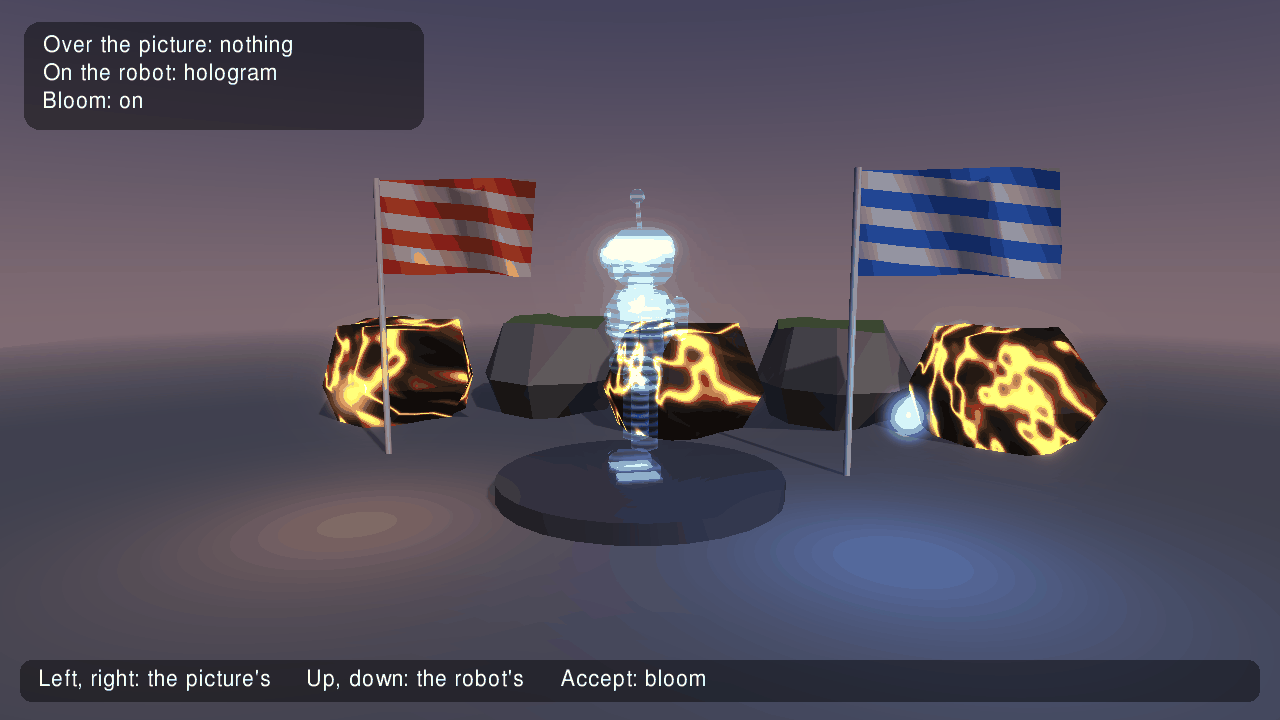 Over the picture: nothing
On the robot: hologram
Bloom: on
Left, right: the picture's Up, down: the robot's Accept: bloom